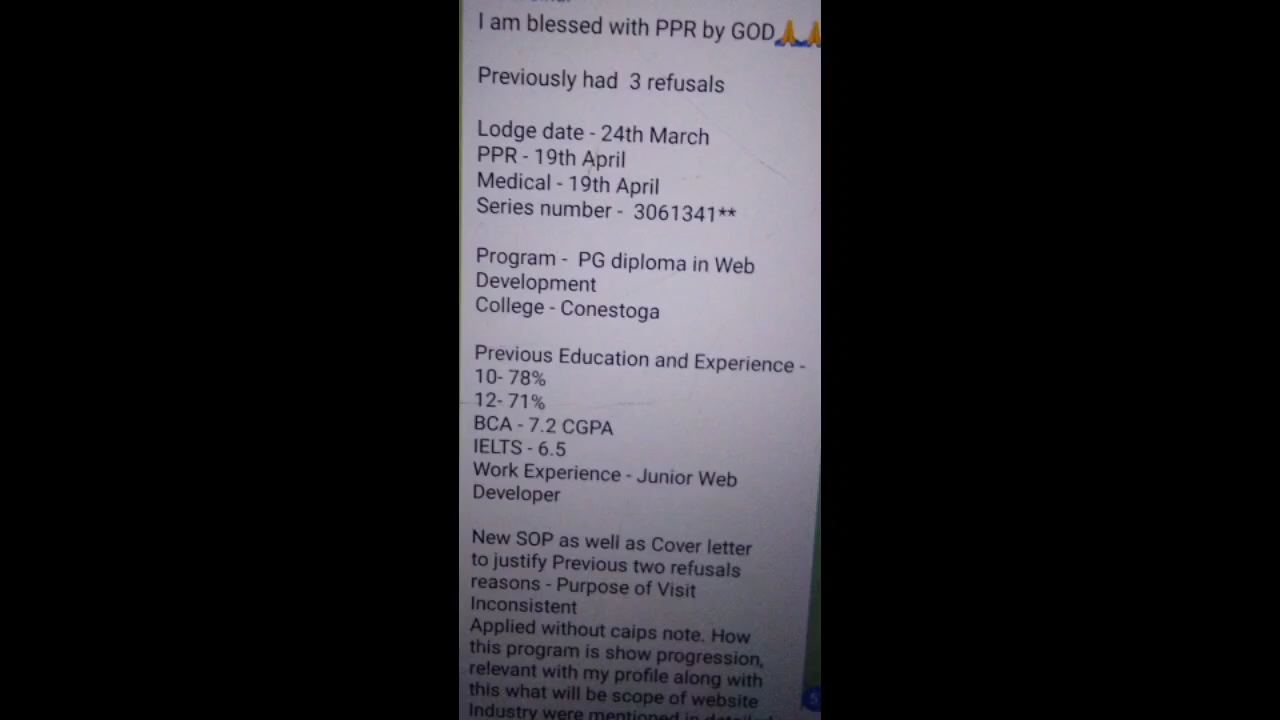 I am blessed with PPR by GOD🙏🙏
Previously had 3 refusals
Lodge date - 24th March
PPR - 19th April
Medical - 19th April
Series number - 3061341**
Program - PG diploma in Web
Development
College - Conestoga
Previous Education and Experience -
10- 78%
12- 71%
BCA - 7.2 CGPA
IELTS - 6.5
Work Experience - Junior Web
Developer
New SOP as well as Cover letter
to justify Previous two refusals
reasons - Purpose of Visit
Inconsistent
Applied without caips note. How
this program is show progression,
relevant with my profile along with
this what will be scope of website
Industry were mentioned in